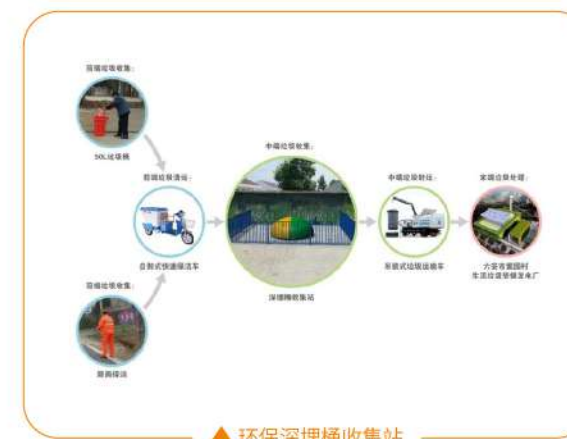 前端垃圾收集:
50L垃圾桶
前端垃圾清运:
自卸式快速保洁车
前端垃圾收集:
路面保洁
中端垃圾收集:
深埋桶收集站
中端垃圾转运:
吊装式垃圾运输车
末端垃圾处理:
六安市
生活垃圾焚烧发电厂
▲ 环保深埋桶收集站